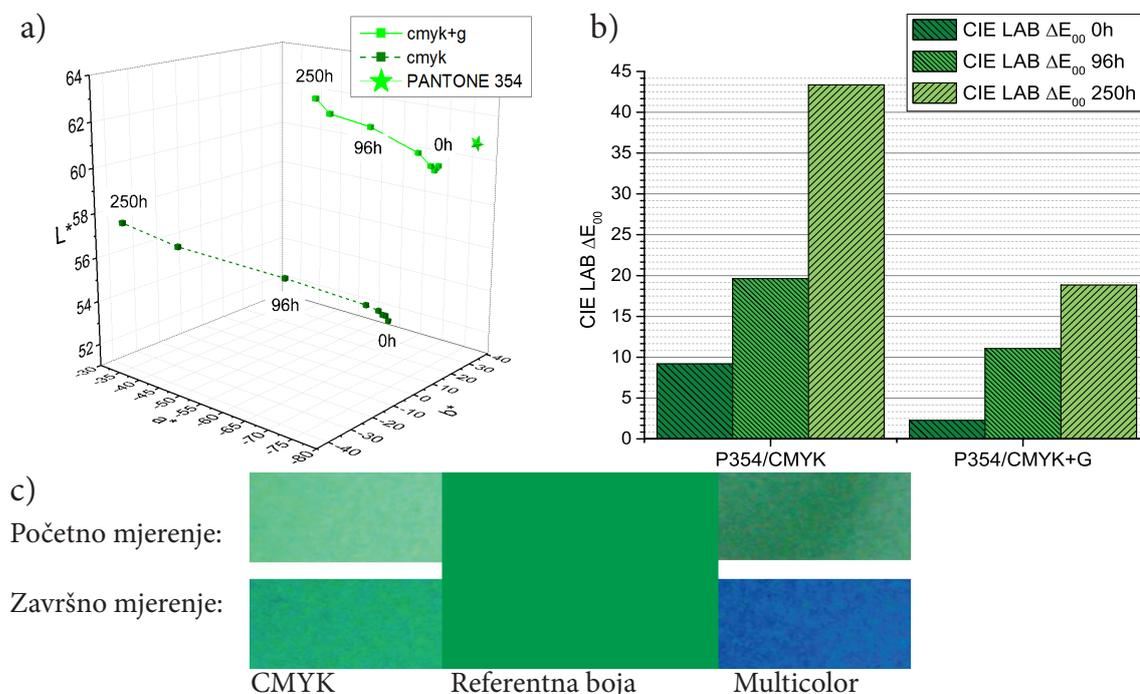 a)
cmyk+g
cmyk
PANTONE 354
64
62
60
58
56
54
52
L*
250h
96h
0h
250h
96h
0h
-30
-35
-40
-45
-50
-55
-60
-65
-70
-75
-80
a*
-40
-30
-20
-10
0
10
20
30
40
b*
b)
CIE LAB ΔE00 0h
CIE LAB ΔE00 96h
CIE LAB ΔE00 250h
45
40
35
30
25
20
15
10
5
0
CIE LAB ΔE00
P354/CMYK P354/CMYK+G
c)
Početno mjerenje:
Završno mjerenje:
CMYK Referentna boja Multicolor